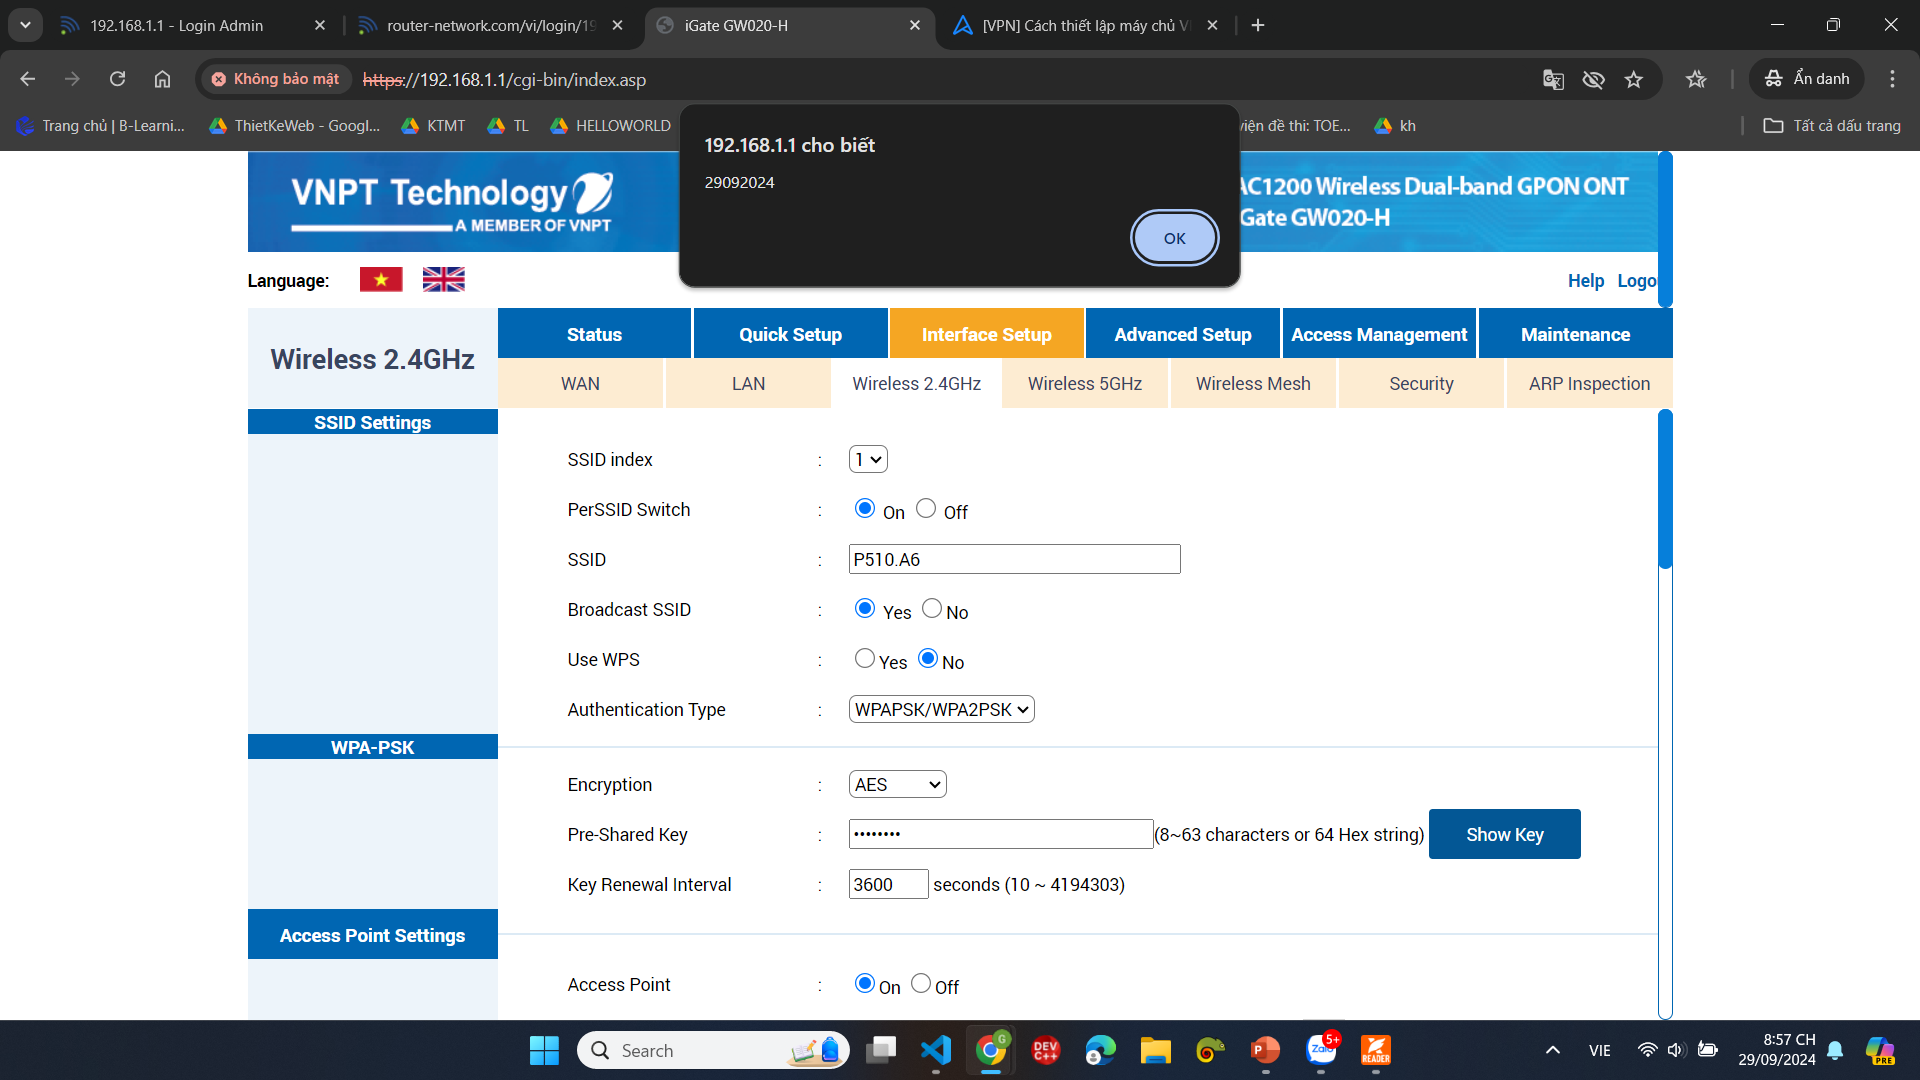 192.168.1.1 - Login Admin
router-network.com/vi/login/19
iGate GW020-H
[VPN] Cách thiết lập máy chủ V
Không bảo mật
https://192.168.1.1/cgi-bin/index.asp
Ẩn danh
Trang chủ | B-Learni...
ThietKeWeb - Googl...
KTMT
TL
HELLOWORLD
viện đề thi: TOE...
kh
Tất cả dấu trang
192.168.1.1 cho biết
29092024
OK
VNPT Technology
A MEMBER OF VNPT
AC1200 Wireless Dual-band GPON ONT
Gate GW020-H
Language:
Help Logo
Wireless 2.4GHz
Status Quick Setup Interface Setup Advanced Setup Access Management Maintenance
WAN LAN Wireless 2.4GHz Wireless 5GHz Wireless Mesh Security ARP Inspection
SSID Settings
SSID index : 1
PerSSID Switch : On Off
SSID : P510.A6
Broadcast SSID : Yes No
Use WPS : Yes No
Authentication Type : WPAPSK/WPA2PSK
WPA-PSK
Encryption : AES
Pre-Shared Key : •••••••• (8~63 characters or 64 Hex string) Show Key
Key Renewal Interval : 3600 seconds (10 ~ 4194303)
Access Point Settings
Access Point : On Off
Search
G
DEV
C++
P
Zalo
5+
READER
VIE
8:57 CH
29/09/2024
PRE